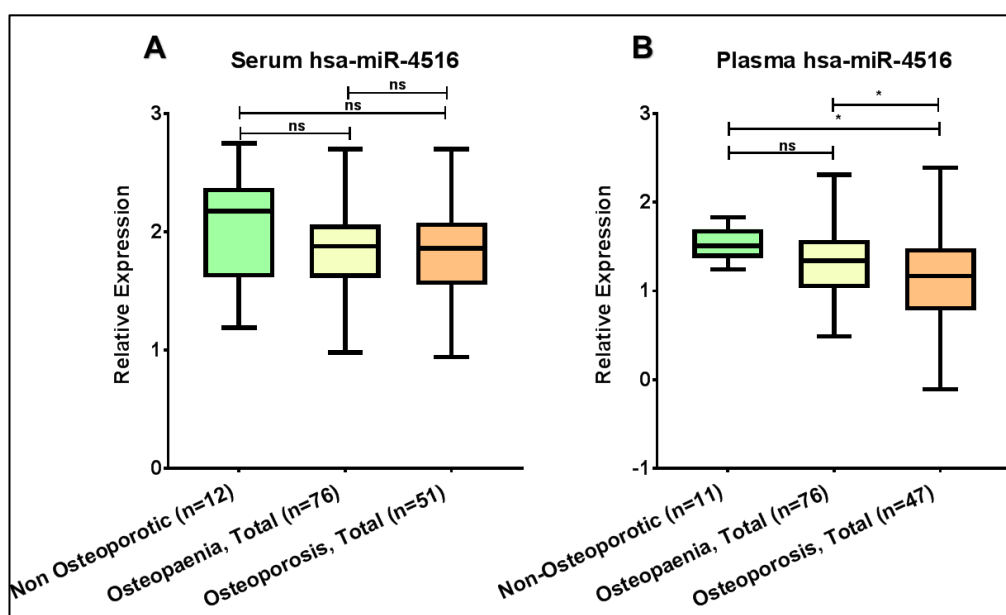 A
Serum hsa-miR-4516
ns
ns
ns
3
2
1
0
Relative Expression
Non Osteoporotic (n=12)
Osteopaenia, Total (n=76)
Osteoporosis, Total (n=51)
B
Plasma hsa-miR-4516
*
*
ns
3
2
1
0
-1
Relative Expression
Non-Osteoporotic (n=11)
Osteopaenia, Total (n=76)
Osteoporosis, Total (n=47)